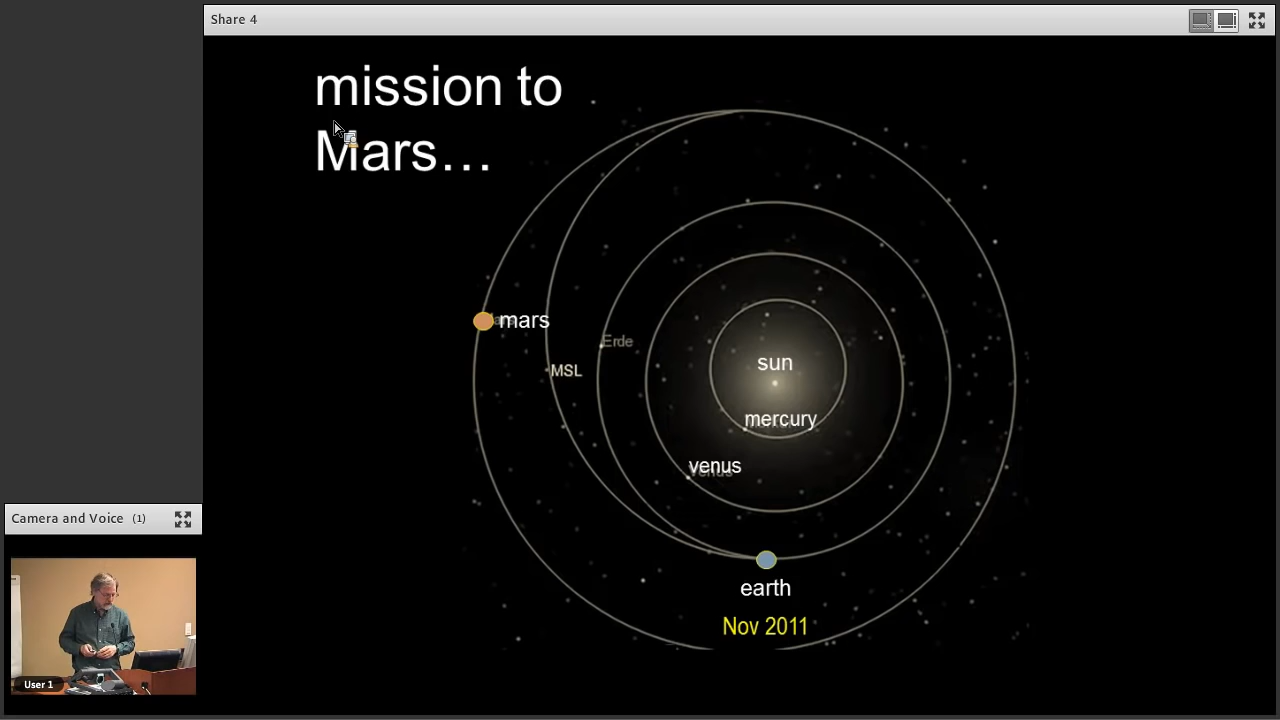 Share 4
mission to
Mars…
mars
Erde
MSL
sun
mercury
venus
earth
Nov 2011
Camera and Voice (1)
User 1